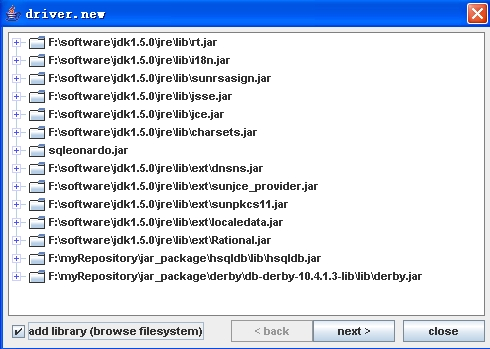 driver.new
F:\software\jdk1.5.0\jre\lib\rt.jar
F:\software\jdk1.5.0\jre\lib\i18n.jar
F:\software\jdk1.5.0\jre\lib\sunrsasign.jar
F:\software\jdk1.5.0\jre\lib\jsse.jar
F:\software\jdk1.5.0\jre\lib\jce.jar
F:\software\jdk1.5.0\jre\lib\charsets.jar
sqleonardo.jar
F:\software\jdk1.5.0\jre\lib\ext\dnsns.jar
F:\software\jdk1.5.0\jre\lib\ext\sunjce_provider.jar
F:\software\jdk1.5.0\jre\lib\ext\sunpkcs11.jar
F:\software\jdk1.5.0\jre\lib\ext\localedata.jar
F:\software\jdk1.5.0\jre\lib\ext\Rational.jar
F:\myRepository\jar_package\hsqldb\lib\hsqldb.jar
F:\myRepository\jar_package\derby\db-derby-10.4.1.3-lib\lib\derby.jar
add library (browse filesystem) < back next > close